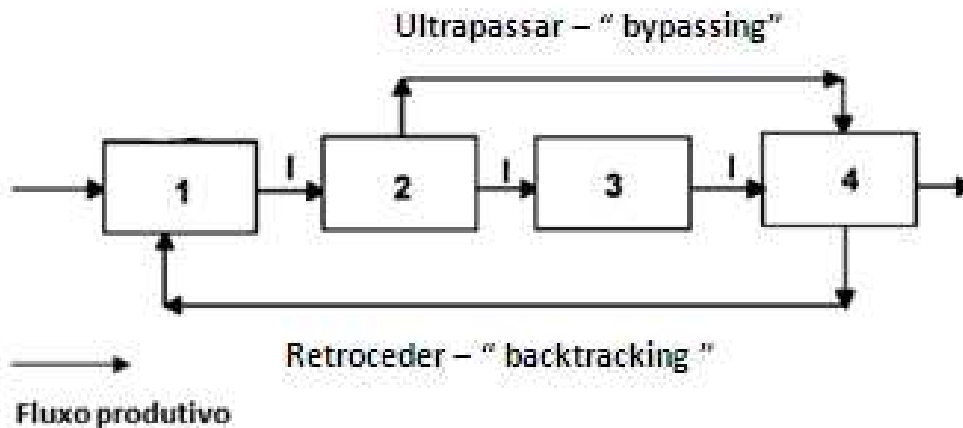 Ultrapassar – “ bypassing”
1 I 2 I 3 I 4
Retroceder – “ backtracking ”
Fluxo produtivo